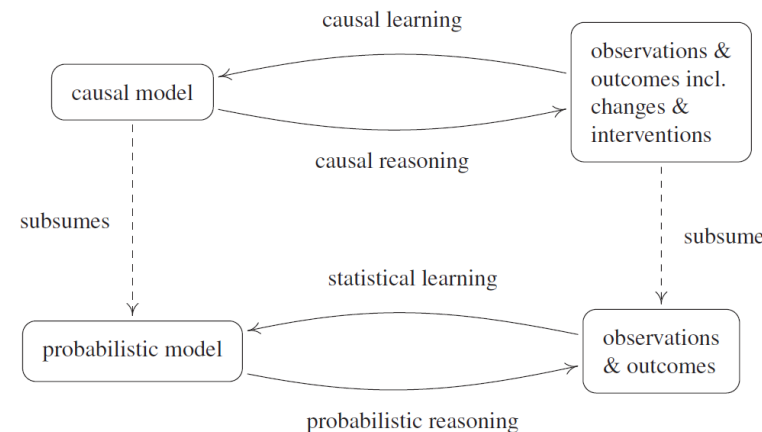 causal learning
observations &
outcomes incl.
changes &
interventions
causal model
causal reasoning
subsumes
subsume
statistical learning
observations
& outcomes
probabilistic model
probabilistic reasoning